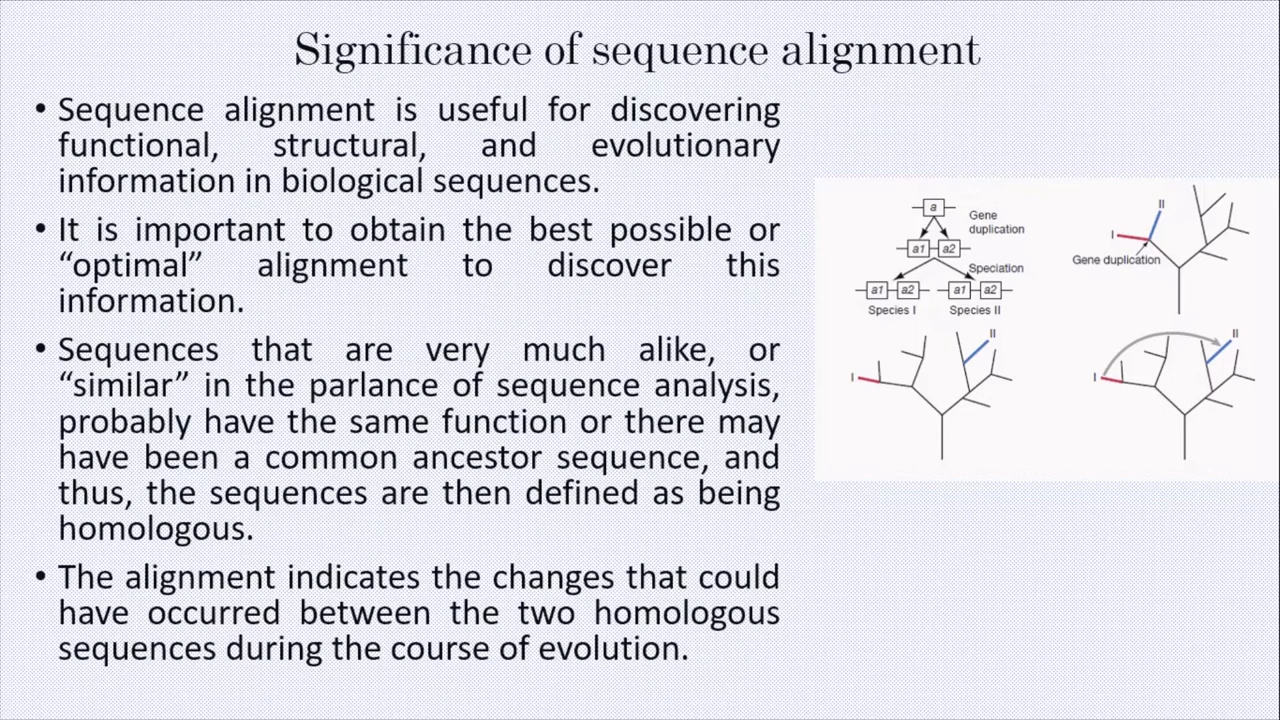 Significance of sequence alignment
• Sequence alignment is useful for discovering
functional, structural, and evolutionary
information in biological sequences.
• It is important to obtain the best possible or
“optimal” alignment to discover this
information.
• Sequences that are very much alike, or
“similar” in the parlance of sequence analysis,
probably have the same function or there may
have been a common ancestor sequence, and
thus, the sequences are then defined as being
homologous.
• The alignment indicates the changes that could
have occurred between the two homologous
sequences during the course of evolution.
a
Gene
duplication
a1 a2
Speciation
a1 a2 a1 a2
Species I Species II
II
I
Gene duplication
II
I
II
I